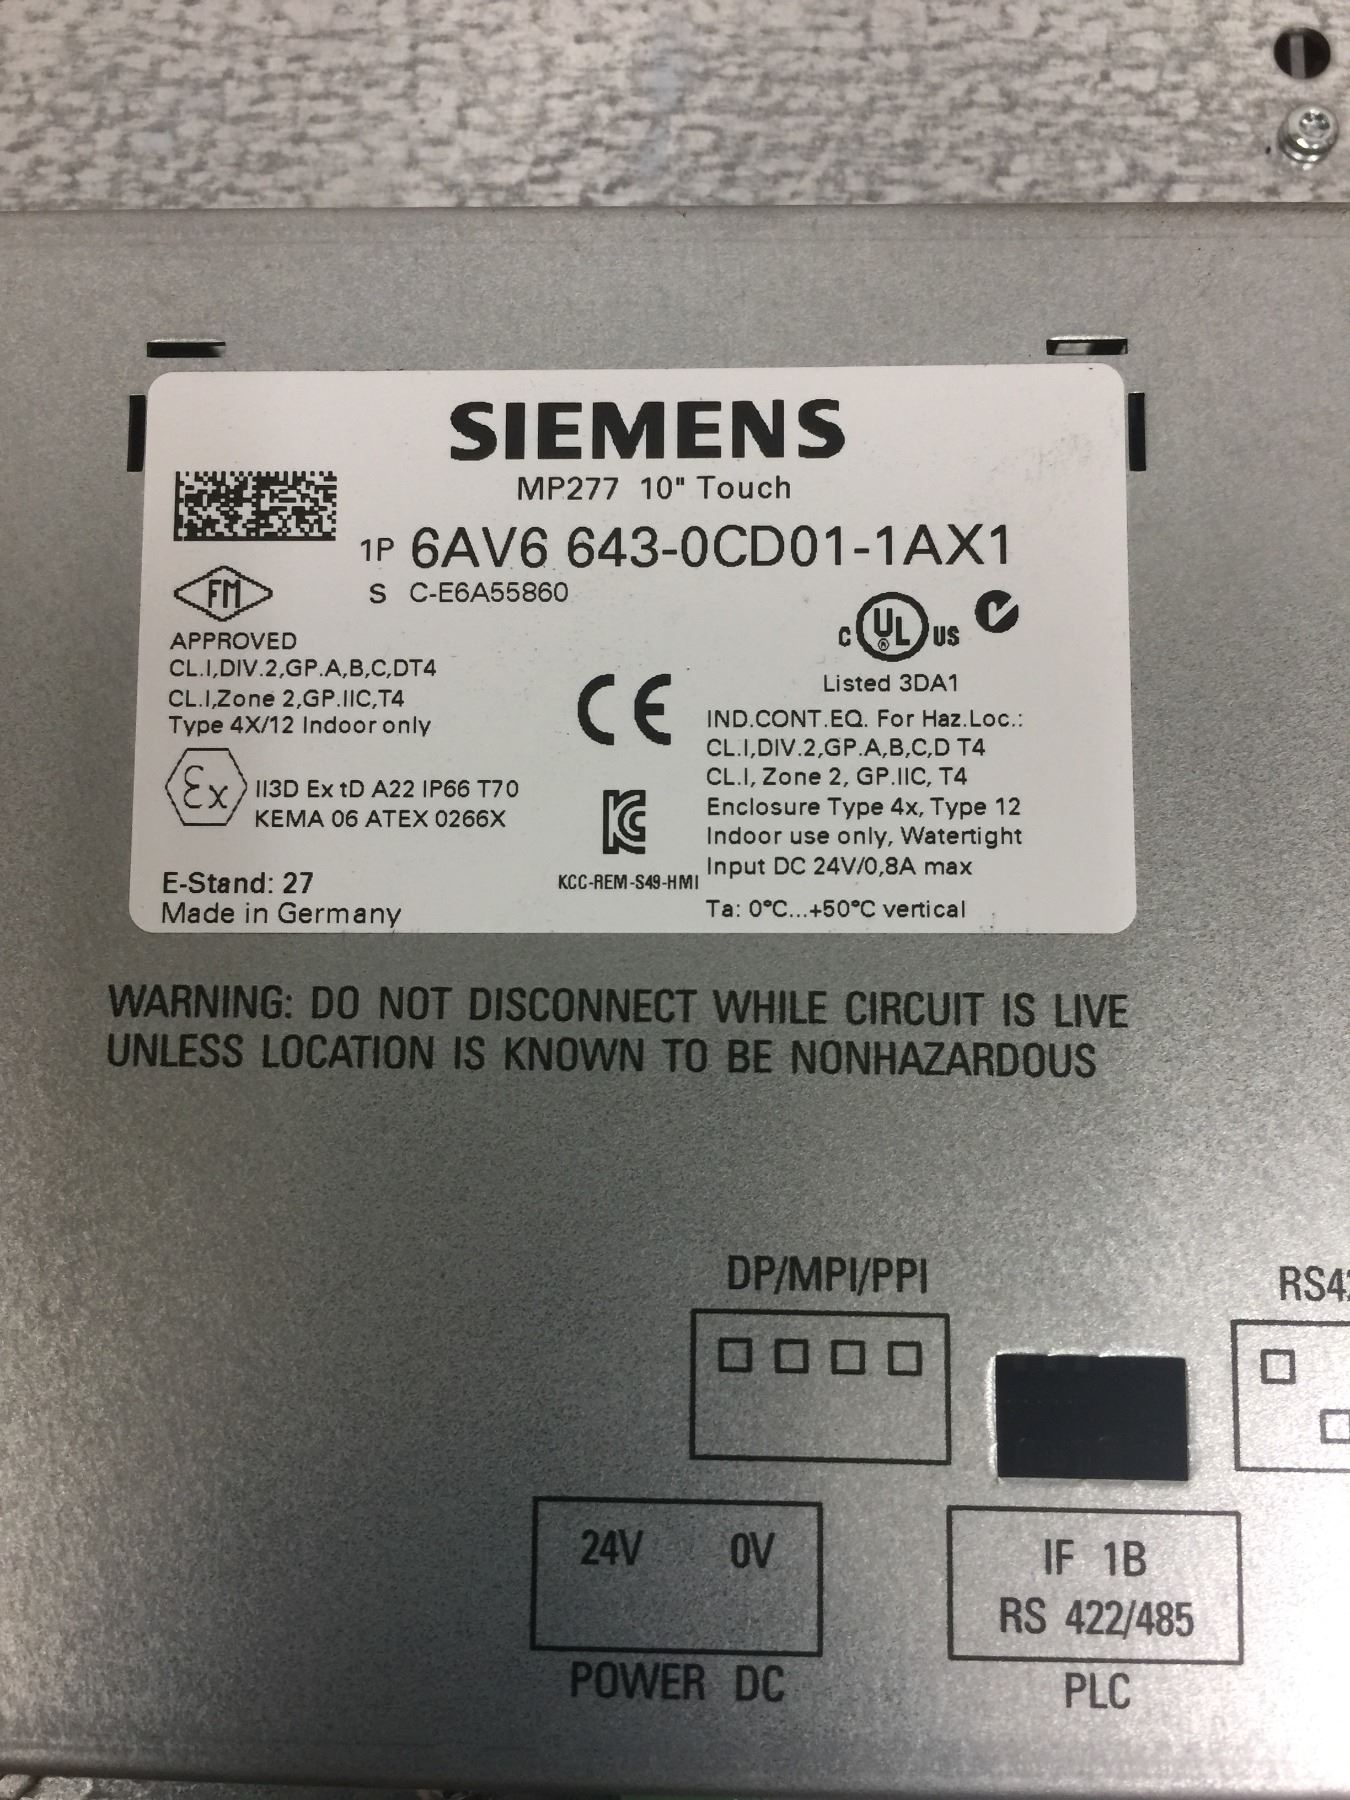 SIEMENS
MP277 10" Touch
1P 6AV6 643-0CD01-1AX1
S C-E6A55860
FM
APPROVED
CL.I,DIV.2,GP.A,B,C,DT4
CL.I,Zone 2,GP.IIC,T4
Type 4X/12 Indoor only
Ex II3D Ex tD A22 IP66 T70
KEMA 06 ATEX 0266X
E-Stand: 27
Made in Germany
CE
KC
KCC-REM-S49-HMI
C UL ® US
Listed 3DA1
IND.CONT.EQ. For Haz.Loc.:
CL.I,DIV.2,GP.A,B,C,D T4
CL.I, Zone 2, GP.IIC, T4
Enclosure Type 4x, Type 12
Indoor use only, Watertight
Input DC 24V/0,8A max
Ta: 0°C...+50°C vertical
WARNING: DO NOT DISCONNECT WHILE CIRCUIT IS LIVE
UNLESS LOCATION IS KNOWN TO BE NONHAZARDOUS
DP/MPI/PPI
24V 0V
POWER DC
IF 1B
RS 422/485
PLC